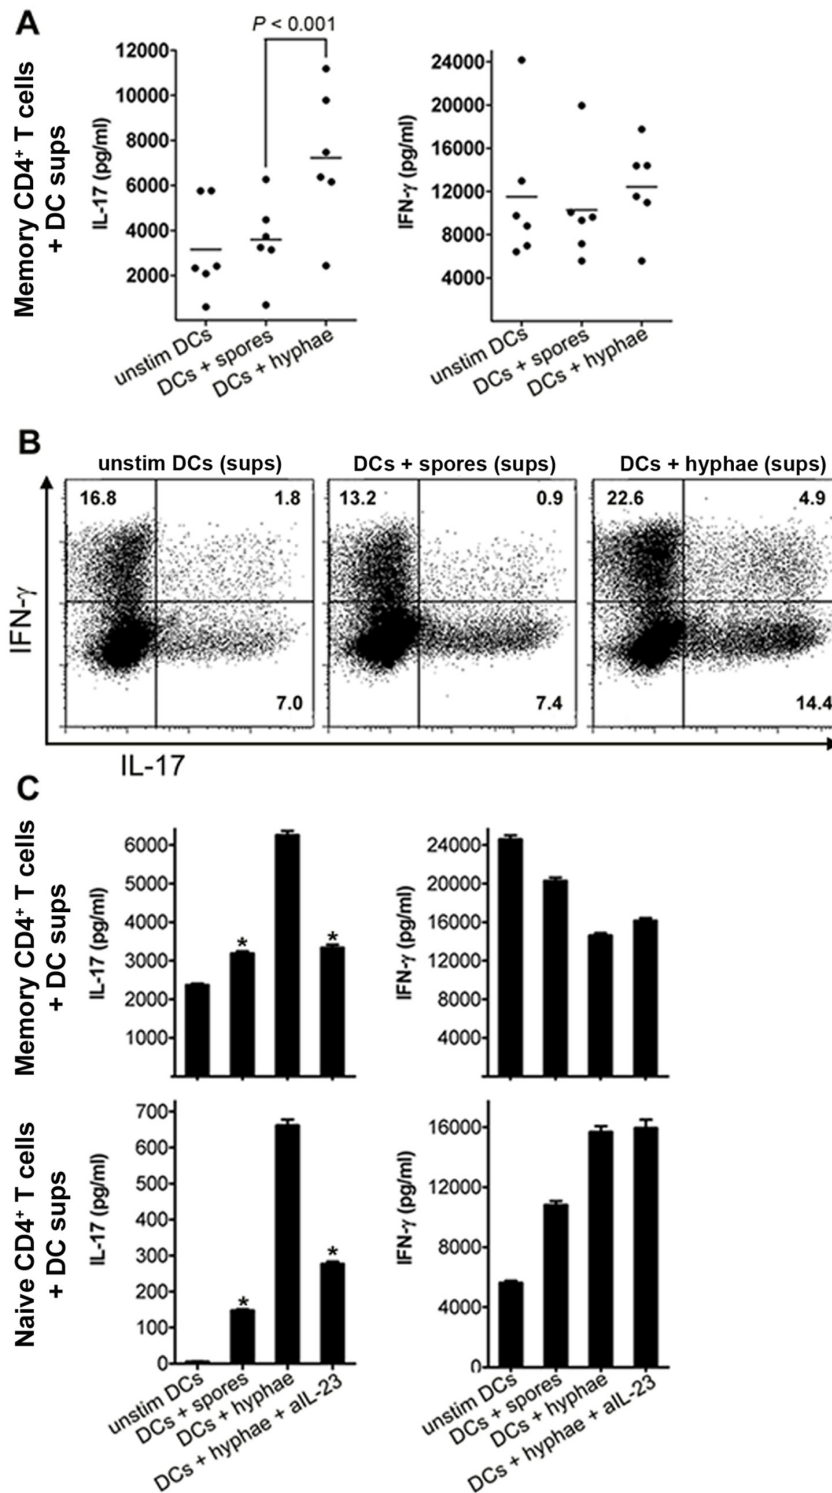 A
P < 0.001
Memory CD4⁺ T cells
+ DC sups
IL-17 (pg/ml)
12000
10000
8000
6000
4000
2000
unstim DCs
DCs + spores
DCs + hyphae
IFN-γ (pg/ml)
24000
20000
16000
12000
8000
4000
unstim DCs
DCs + spores
DCs + hyphae
B
unstim DCs (sups)
DCs + spores (sups)
DCs + hyphae (sups)
16.8
1.8
7.0
13.2
0.9
7.4
22.6
4.9
14.4
IFN-γ
IL-17
C
Memory CD4⁺ T cells
+ DC sups
IL-17 (pg/ml)
6000
5000
4000
3000
2000
1000
*
*
IFN-γ (pg/ml)
24000
20000
16000
12000
8000
4000
Naive CD4⁺ T cells
+ DC sups
IL-17 (pg/ml)
700
600
500
400
300
200
100
0
*
*
unstim DCs
DCs + spores
DCs + hyphae
DCs + hyphae + aIL-23
IFN-γ (pg/ml)
16000
12000
8000
4000
0
unstim DCs
DCs + spores
DCs + hyphae
DCs + hyphae + aIL-23